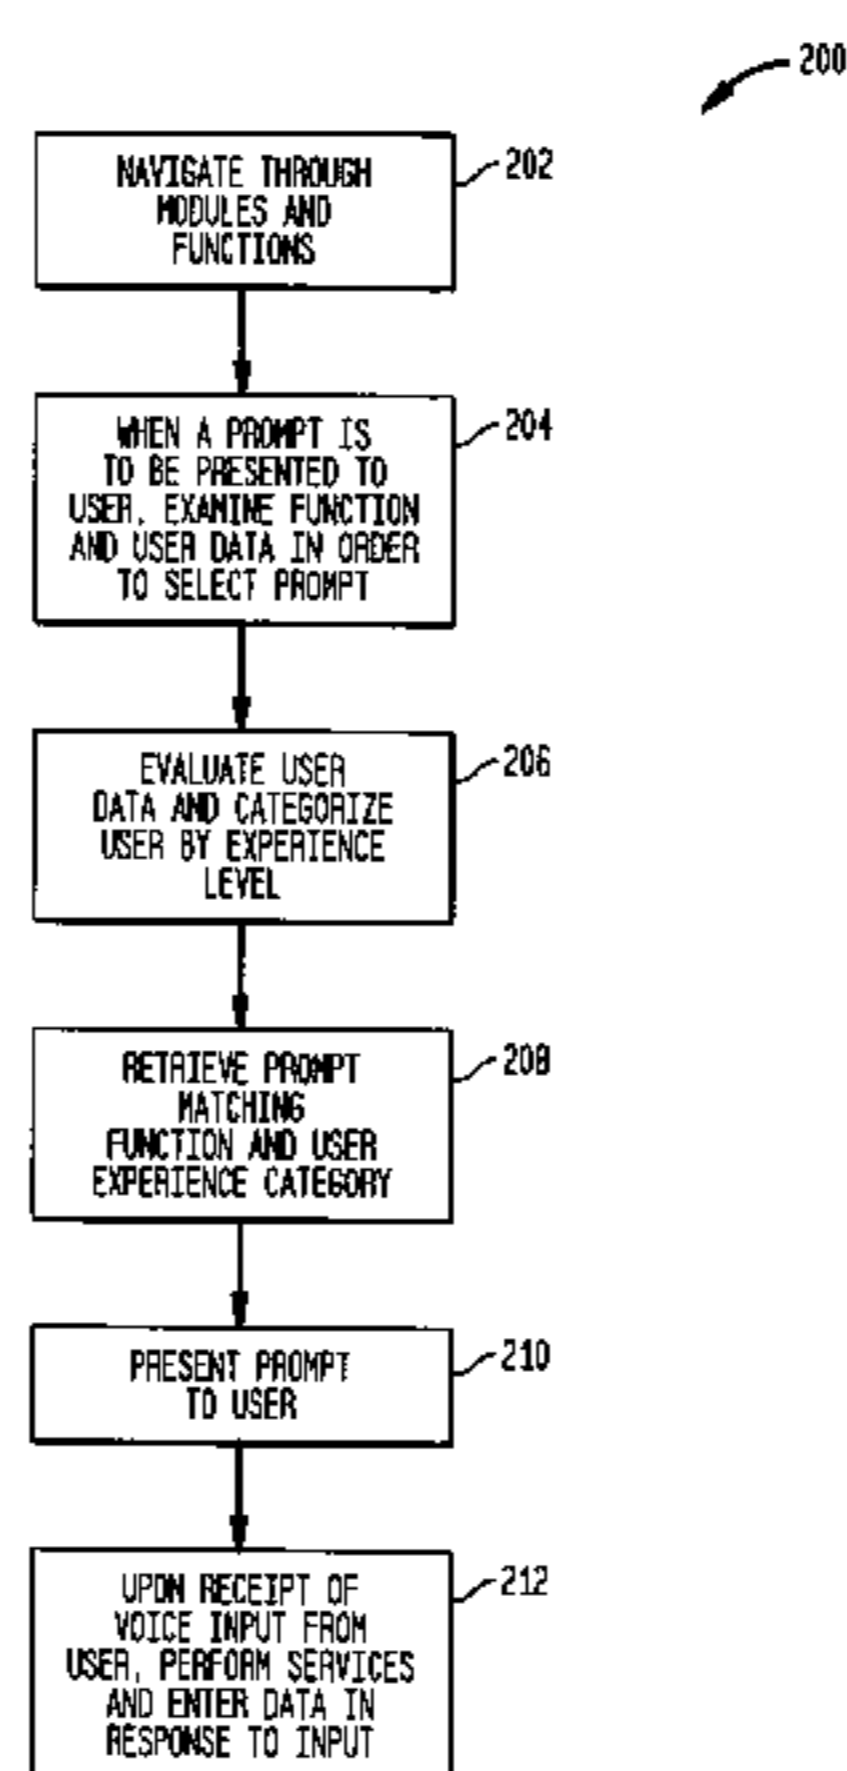 200
NAVIGATE THROUGH
MODULES AND
FUNCTIONS
202
WHEN A PROMPT IS
TO BE PRESENTED TO
USER, EXAMINE FUNCTION
AND USER DATA IN ORDER
TO SELECT PROMPT
204
EVALUATE USER
DATA AND CATEGORIZE
USER BY EXPERIENCE
LEVEL
206
RETRIEVE PROMPT
MATCHING
FUNCTION AND USER
EXPERIENCE CATEGORY
208
PRESENT PROMPT
TO USER
210
UPON RECEIPT OF
VOICE INPUT FROM
USER, PERFORM SERVICES
AND ENTER DATA IN
RESPONSE TO INPUT
212